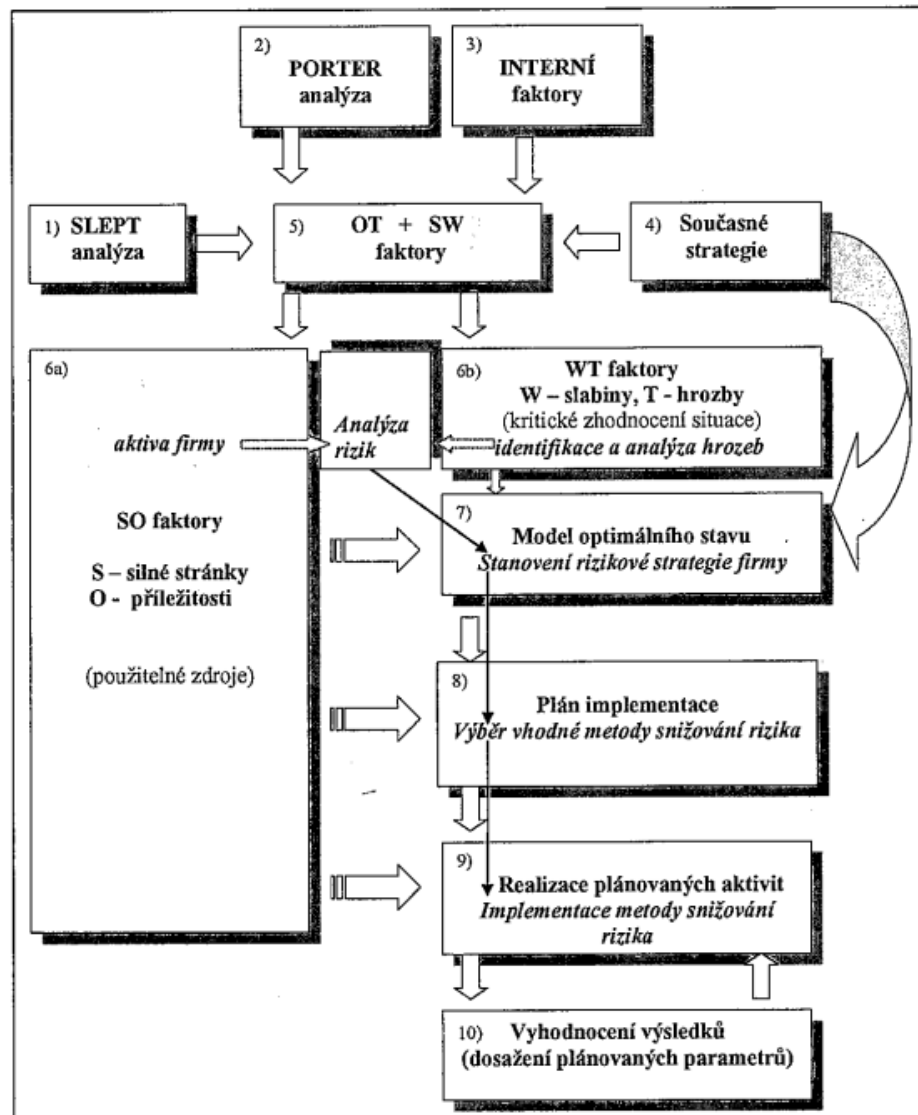 2)
PORTER
analýza
3)
INTERNÍ
faktory
1) SLEPT
analýza
5) OT + SW
faktory
4) Současné
strategie
6a)
aktiva firmy
SO faktory
S – silné stránky
O - příležitosti
(použitelné zdroje)
Analýza
rizik
6b) WT faktory
W – slabiny, T - hrozby
(kritické zhodnocení situace)
identifikace a analýza hrozeb
7)
Model optimálního stavu
Stanovení rizikové strategie firmy
8)
Plán implementace
Výběr vhodné metody snižování rizika
9)
Realizace plánovaných aktivit
Implementace metody snižování
rizika
10) Vyhodnocení výsledků
(dosažení plánovaných parametrů)